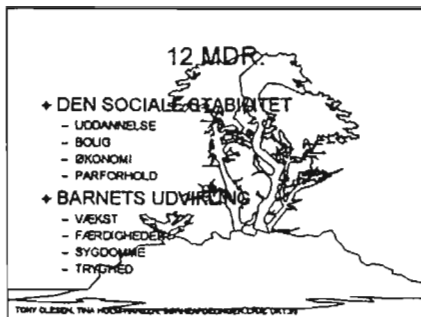 12 MDR.
+ DEN SOCIALE STABILITET
- UDDANNELSE
- BOLIG
- ØKONOMI
- PARFORHOLD
+ BARNETS UDVIKLING
- VÆKST
- FÆRDIGHEDER
- SYGDOMME
- TRYGHED
TONY OLESEN, TINA